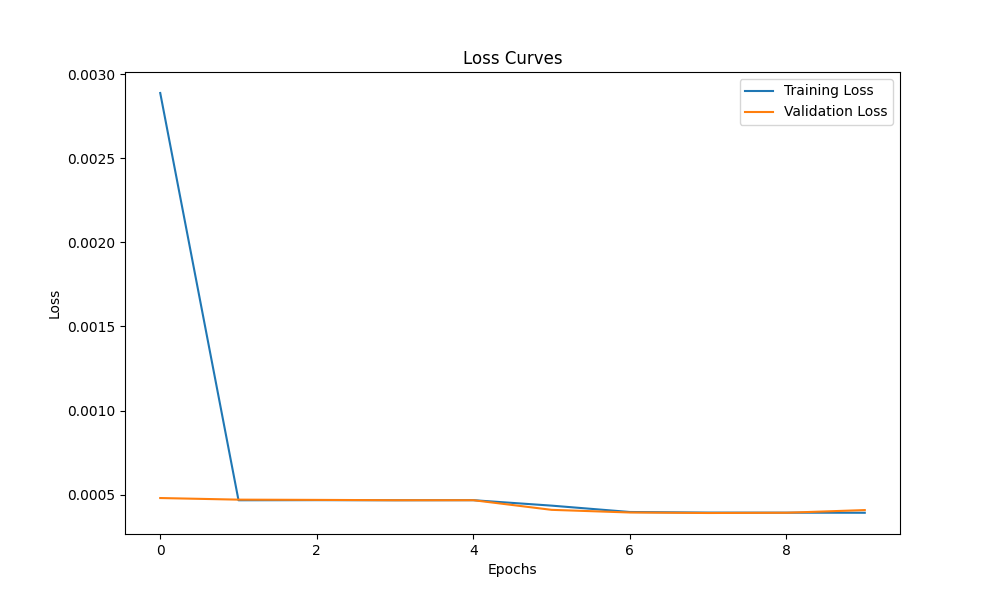 Loss Curves
0.0030
0.0025
0.0020
0.0015
0.0010
0.0005
Loss
Training Loss
Validation Loss
0 2 4 6 8
Epochs